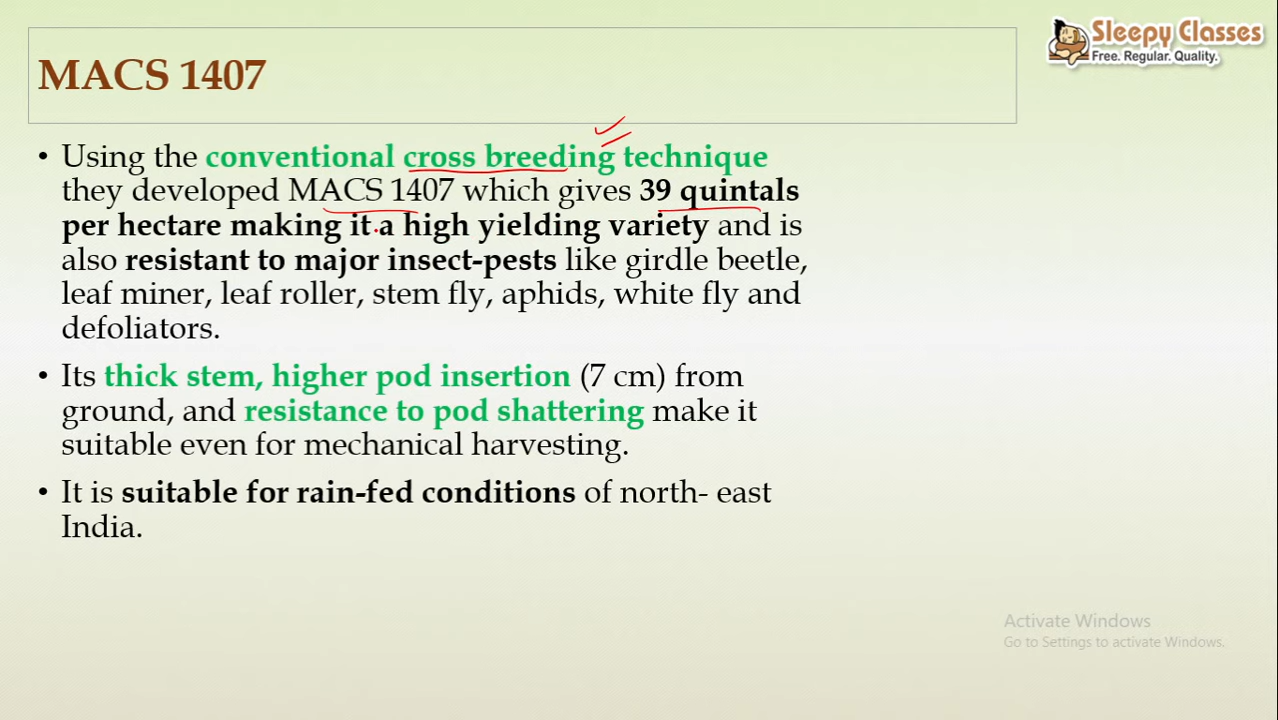 Sleepy Classes
Free. Regular. Quality.
MACS 1407
• Using the conventional cross breeding technique
they developed MACS 1407 which gives 39 quintals
per hectare making it a high yielding variety and is
also resistant to major insect-pests like girdle beetle,
leaf miner, leaf roller, stem fly, aphids, white fly and
defoliators.
• Its thick stem, higher pod insertion (7 cm) from
ground, and resistance to pod shattering make it
suitable even for mechanical harvesting.
• It is suitable for rain-fed conditions of north- east
India.
Activate Windows
Go to Settings to activate Windows.